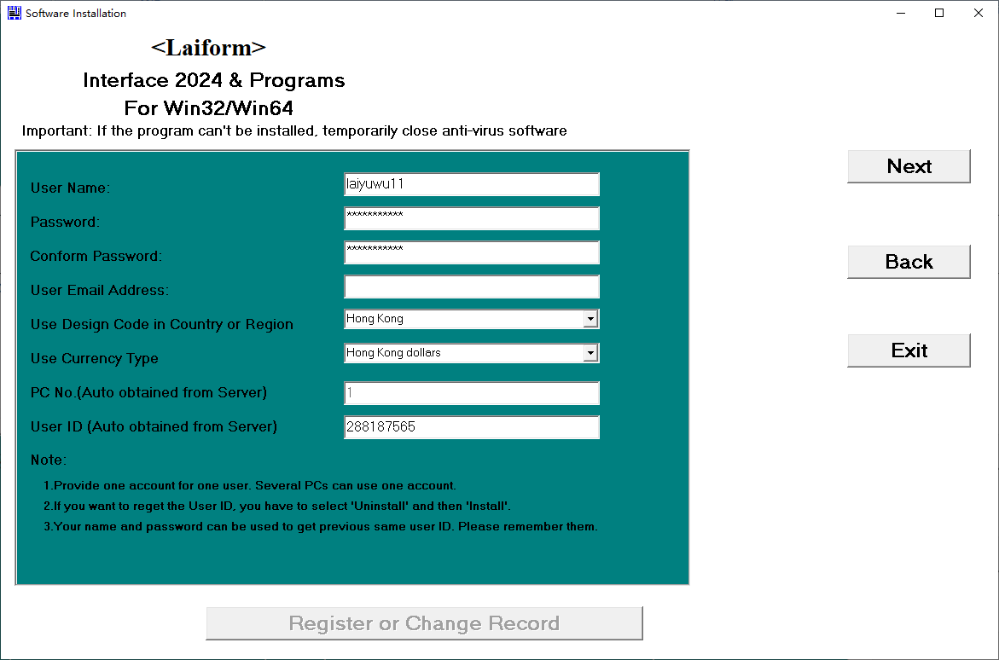 Software Installation
<Laiform>
Interface 2024 & Programs
For Win32/Win64
Important: If the program can't be installed, temporarily close anti-virus software
User Name: laiyuwu11
Password: ***********
Conform Password: ***********
User Email Address:
Use Design Code in Country or Region Hong Kong
Use Currency Type Hong Kong dollars
PC No.(Auto obtained from Server) 1
User ID (Auto obtained from Server) 288187565
Note:
1.Provide one account for one user. Several PCs can use one account.
2.If you want to reget the User ID, you have to select 'Uninstall' and then 'Install'.
3.Your name and password can be used to get previous same user ID. Please remember them.
Next
Back
Exit
Register or Change Record